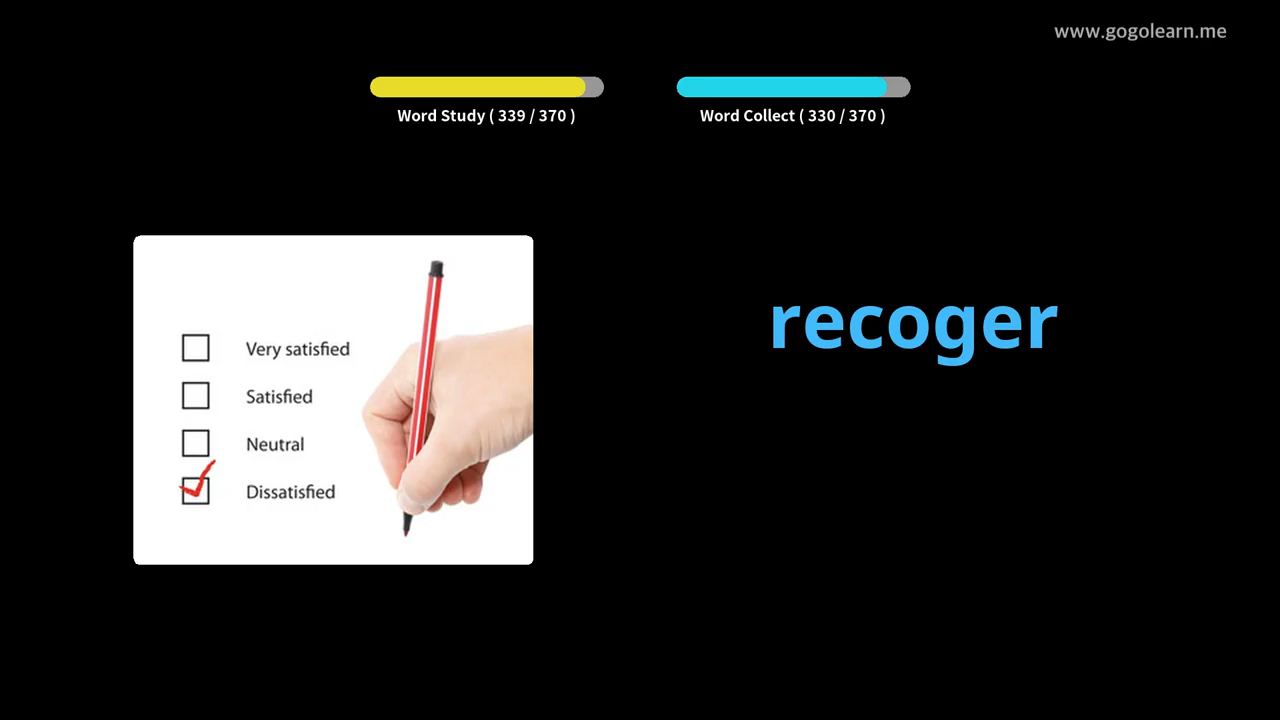 www.gogolearn.me
Word Study ( 339 / 370 )
Word Collect ( 330 / 370 )
recoger
Very satisfied
Satisfied
Neutral
Dissatisfied